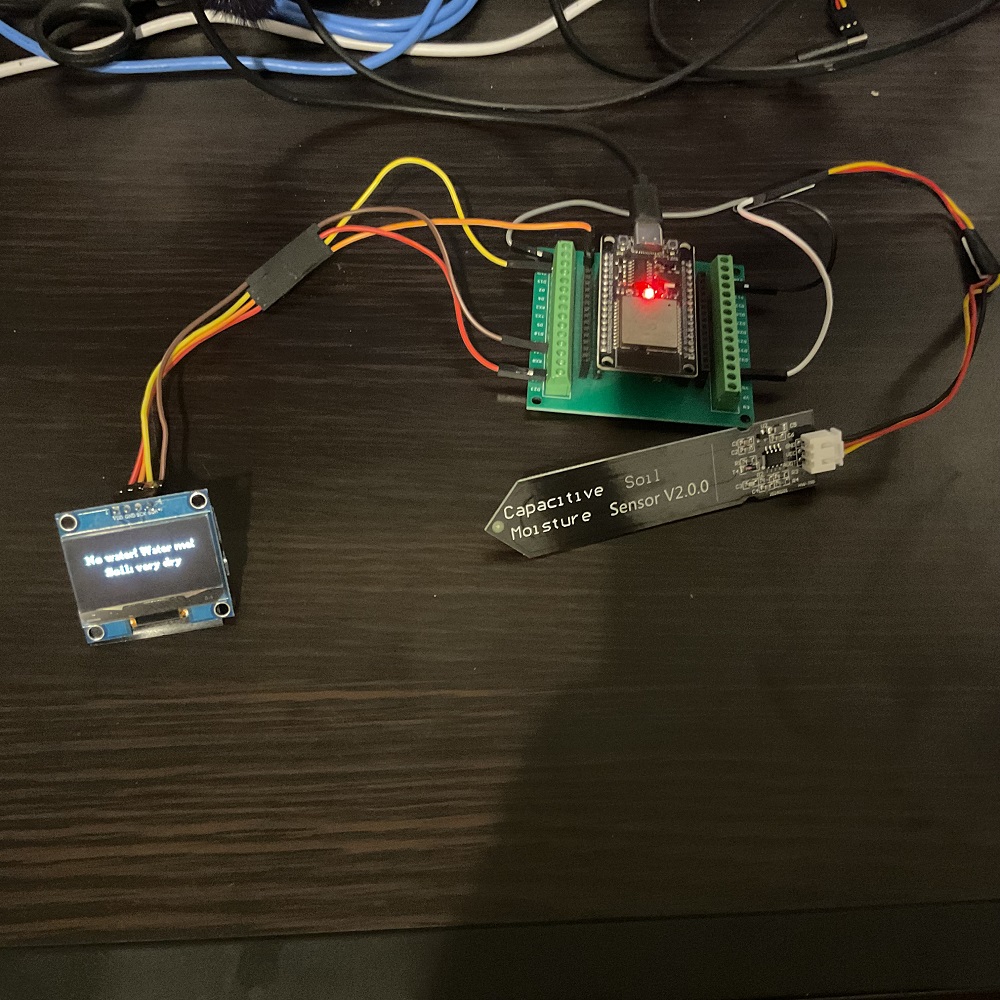 No water! Water me!
Soil: very dry
Capacitive Soil
Moisture Sensor V2.0.0